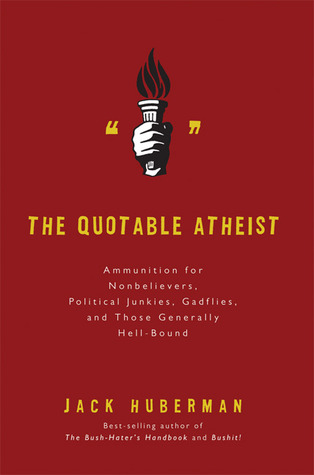 “ ”
THE QUOTABLE ATHEIST
Ammunition for
Nonbelievers,
Political Junkies, Gadflies,
and Those Generally
Hell-Bound
JACK HUBERMAN
Best-selling author of
The Bush-Hater's Handbook and Bushit!